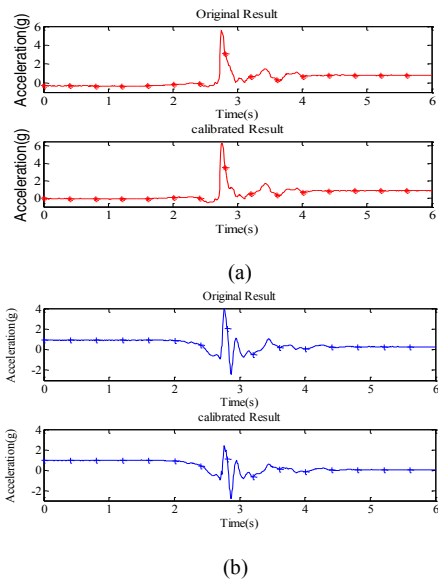 Original Result
6
4
2
0
Acceleration(g)
0 1 2 3 4 5 6
Time(s)
calibrated Result
6
4
2
0
Acceleration(g)
0 1 2 3 4 5 6
Time(s)
(a)
Original Result
4
2
0
-2
Acceleration(g)
0 1 2 3 4 5 6
Time(s)
calibrated Result
4
2
0
-2
Acceleration(g)
0 1 2 3 4 5 6
Time(s)
(b)